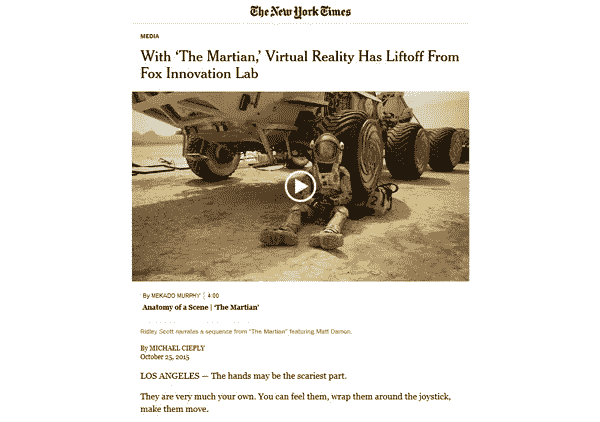 The New York Times
MEDIA
With ‘The Martian,’ Virtual Reality Has Liftoff From
Fox Innovation Lab
By MEKADO MURPHY | 4:00
Anatomy of a Scene | ‘The Martian’
Ridley Scott narrates a sequence from “The Martian” featuring Matt Damon.
By MICHAEL CIEPLY
October 25, 2015
LOS ANGELES — The hands may be the scariest part.
They are very much your own. You can feel them, wrap them around the joystick,
make them move.